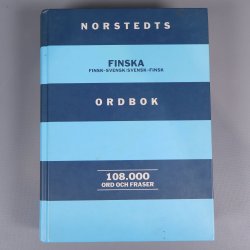 NORSTEDTS
FINSKA
FINSK-SVENSK/SVENSK-FINSK
ORDBOK
108.000
ORD OCH FRASER